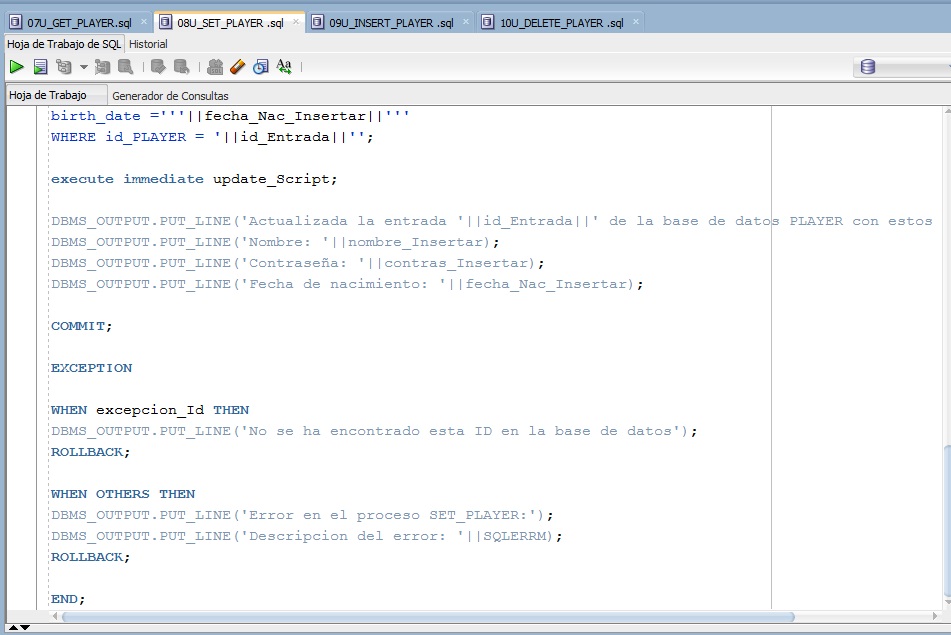 07U_GET_PLAYER.sql
08U_SET_PLAYER .sql
09U_INSERT_PLAYER .sql
10U_DELETE_PLAYER .sql
Hoja de Trabajo de SQL Historial
Aa
Hoja de Trabajo Generador de Consultas
birth_date ='''||fecha_Nac_Insertar||'''
WHERE id_PLAYER = '||id_Entrada||'';
execute immediate update_Script;
DBMS_OUTPUT.PUT_LINE('Actualizada la entrada '||id_Entrada||' de la base de datos PLAYER con estos
DBMS_OUTPUT.PUT_LINE('Nombre: '||nombre_Insertar);
DBMS_OUTPUT.PUT_LINE('Contraseña: '||contras_Insertar);
DBMS_OUTPUT.PUT_LINE('Fecha de nacimiento: '||fecha_Nac_Insertar);
COMMIT;
EXCEPTION
WHEN excepcion_Id THEN
DBMS_OUTPUT.PUT_LINE('No se ha encontrado esta ID en la base de datos');
ROLLBACK;
WHEN OTHERS THEN
DBMS_OUTPUT.PUT_LINE('Error en el proceso SET_PLAYER:');
DBMS_OUTPUT.PUT_LINE('Descripcion del error: '||SQLERRM);
ROLLBACK;
END;